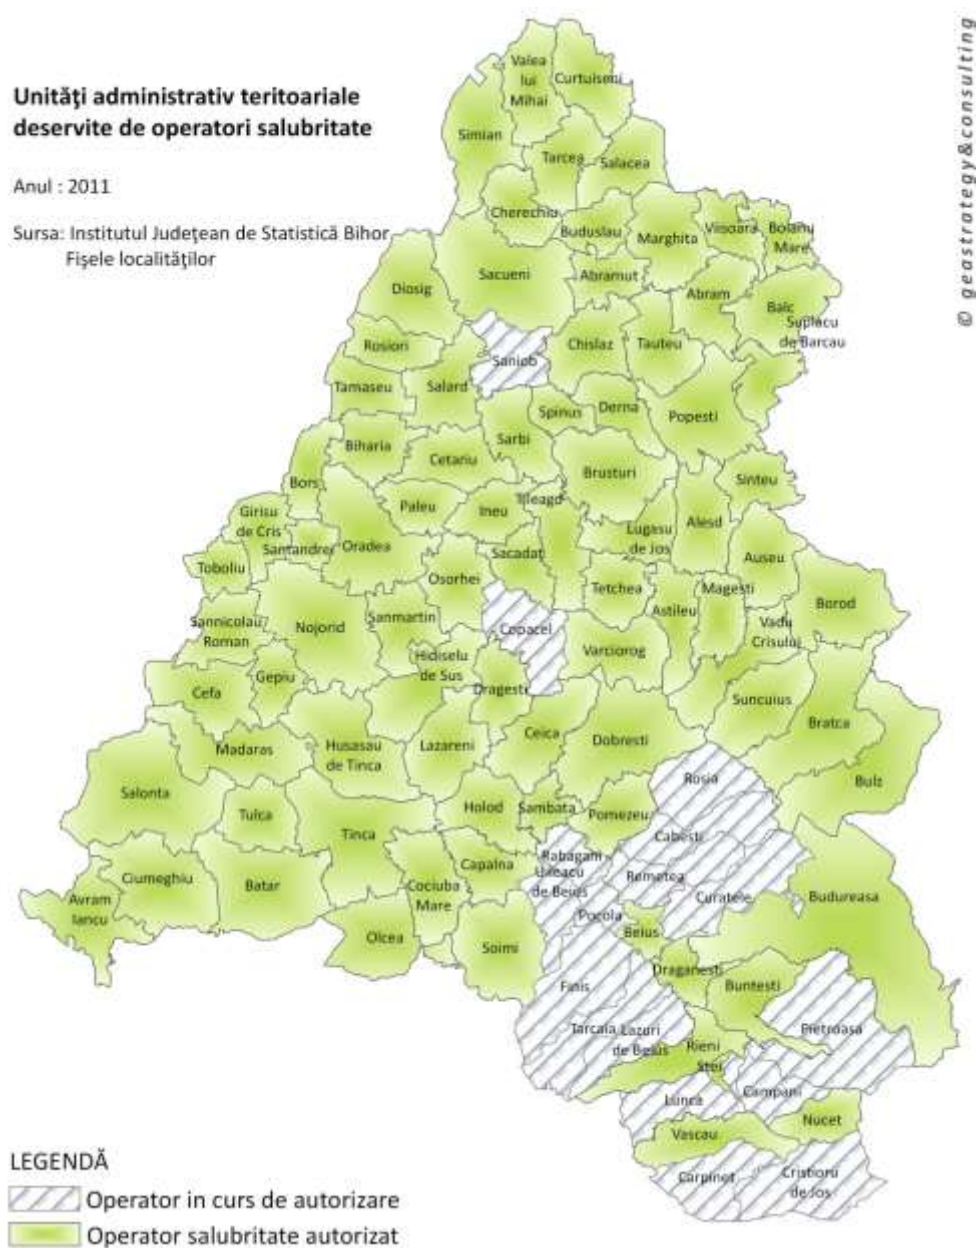 Unități administrativ teritoariale
deservite de operatori salubritate
Anul : 2011
Sursa: Institutul Județean de Statistică Bihor
Fișele localităților
© geastrategy&consulting
Valea
lui
Mihai
Curtuiseni
Simian
Tarcea
Salacea
Cherechiu
Buduslau
Marghita
Viisoara
Boianu
Mare
Sacueni
Abramut
Diosig
Abram
Balc
Suplacu
de Barcau
Rosiori
Saniob
Chislaz
Tauteu
Tamaseu
Salard
Spinus
Derna
Popesti
Biharia
Cetariu
Sarbi
Brusturi
Sinteu
Bors
Paleu
Ineu
Tileagd
Girisu
de Cris
Lugasu
de Jos
Alesd
Santandrei
Oradea
Sacadat
Auseu
Toboliu
Osorhei
Tetchea
Magesti
Astileu
Borod
Sannicolau
Roman
Nojorid
Sanmartin
Copacel
Vadu
Crisului
Hidiselu
de Sus
Varciorog
Cefa
Gepiu
Dragesti
Suncuius
Bratca
Madaras
Husasau
de Tinca
Lazareni
Ceica
Dobresti
Salonta
Rosia
Bulz
Tulca
Tinca
Holod
Sambata
Pomezeu
Cabesti
Rabagani
Capalna
Uileacu
de Beius
Remetea
Ciumeghiu
Batar
Cociuba
Mare
Curatele
Budureasa
Avram
Iancu
Pocola
Olcea
Soimi
Beius
Draganesti
Finis
Buntesti
Tarcaia
Lazuri
de Beius
Pietroasa
Rieni
Stei
Campani
Lunca
Nucet
Vascau
Carpinet
Cristioru
de Jos
LEGENDĂ
Operator in curs de autorizare
Operator salubritate autorizat